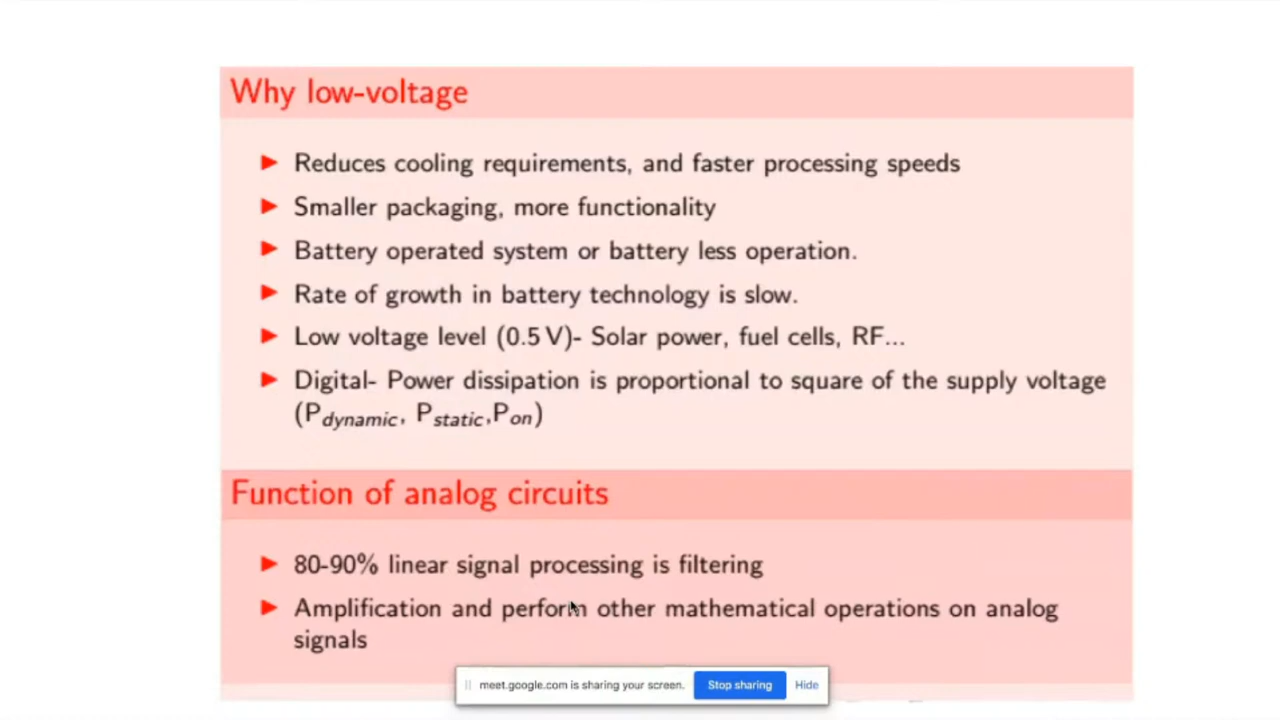 Why low-voltage
Reduces cooling requirements, and faster processing speeds
Smaller packaging, more functionality
Battery operated system or battery less operation.
Rate of growth in battery technology is slow.
Low voltage level (0.5 V)- Solar power, fuel cells, RF...
Digital- Power dissipation is proportional to square of the supply voltage
(Pdynamic, Pstatic,Pon)
Function of analog circuits
80-90% linear signal processing is filtering
Amplification and perform other mathematical operations on analog
signals
meet.google.com is sharing your screen. Stop sharing Hide